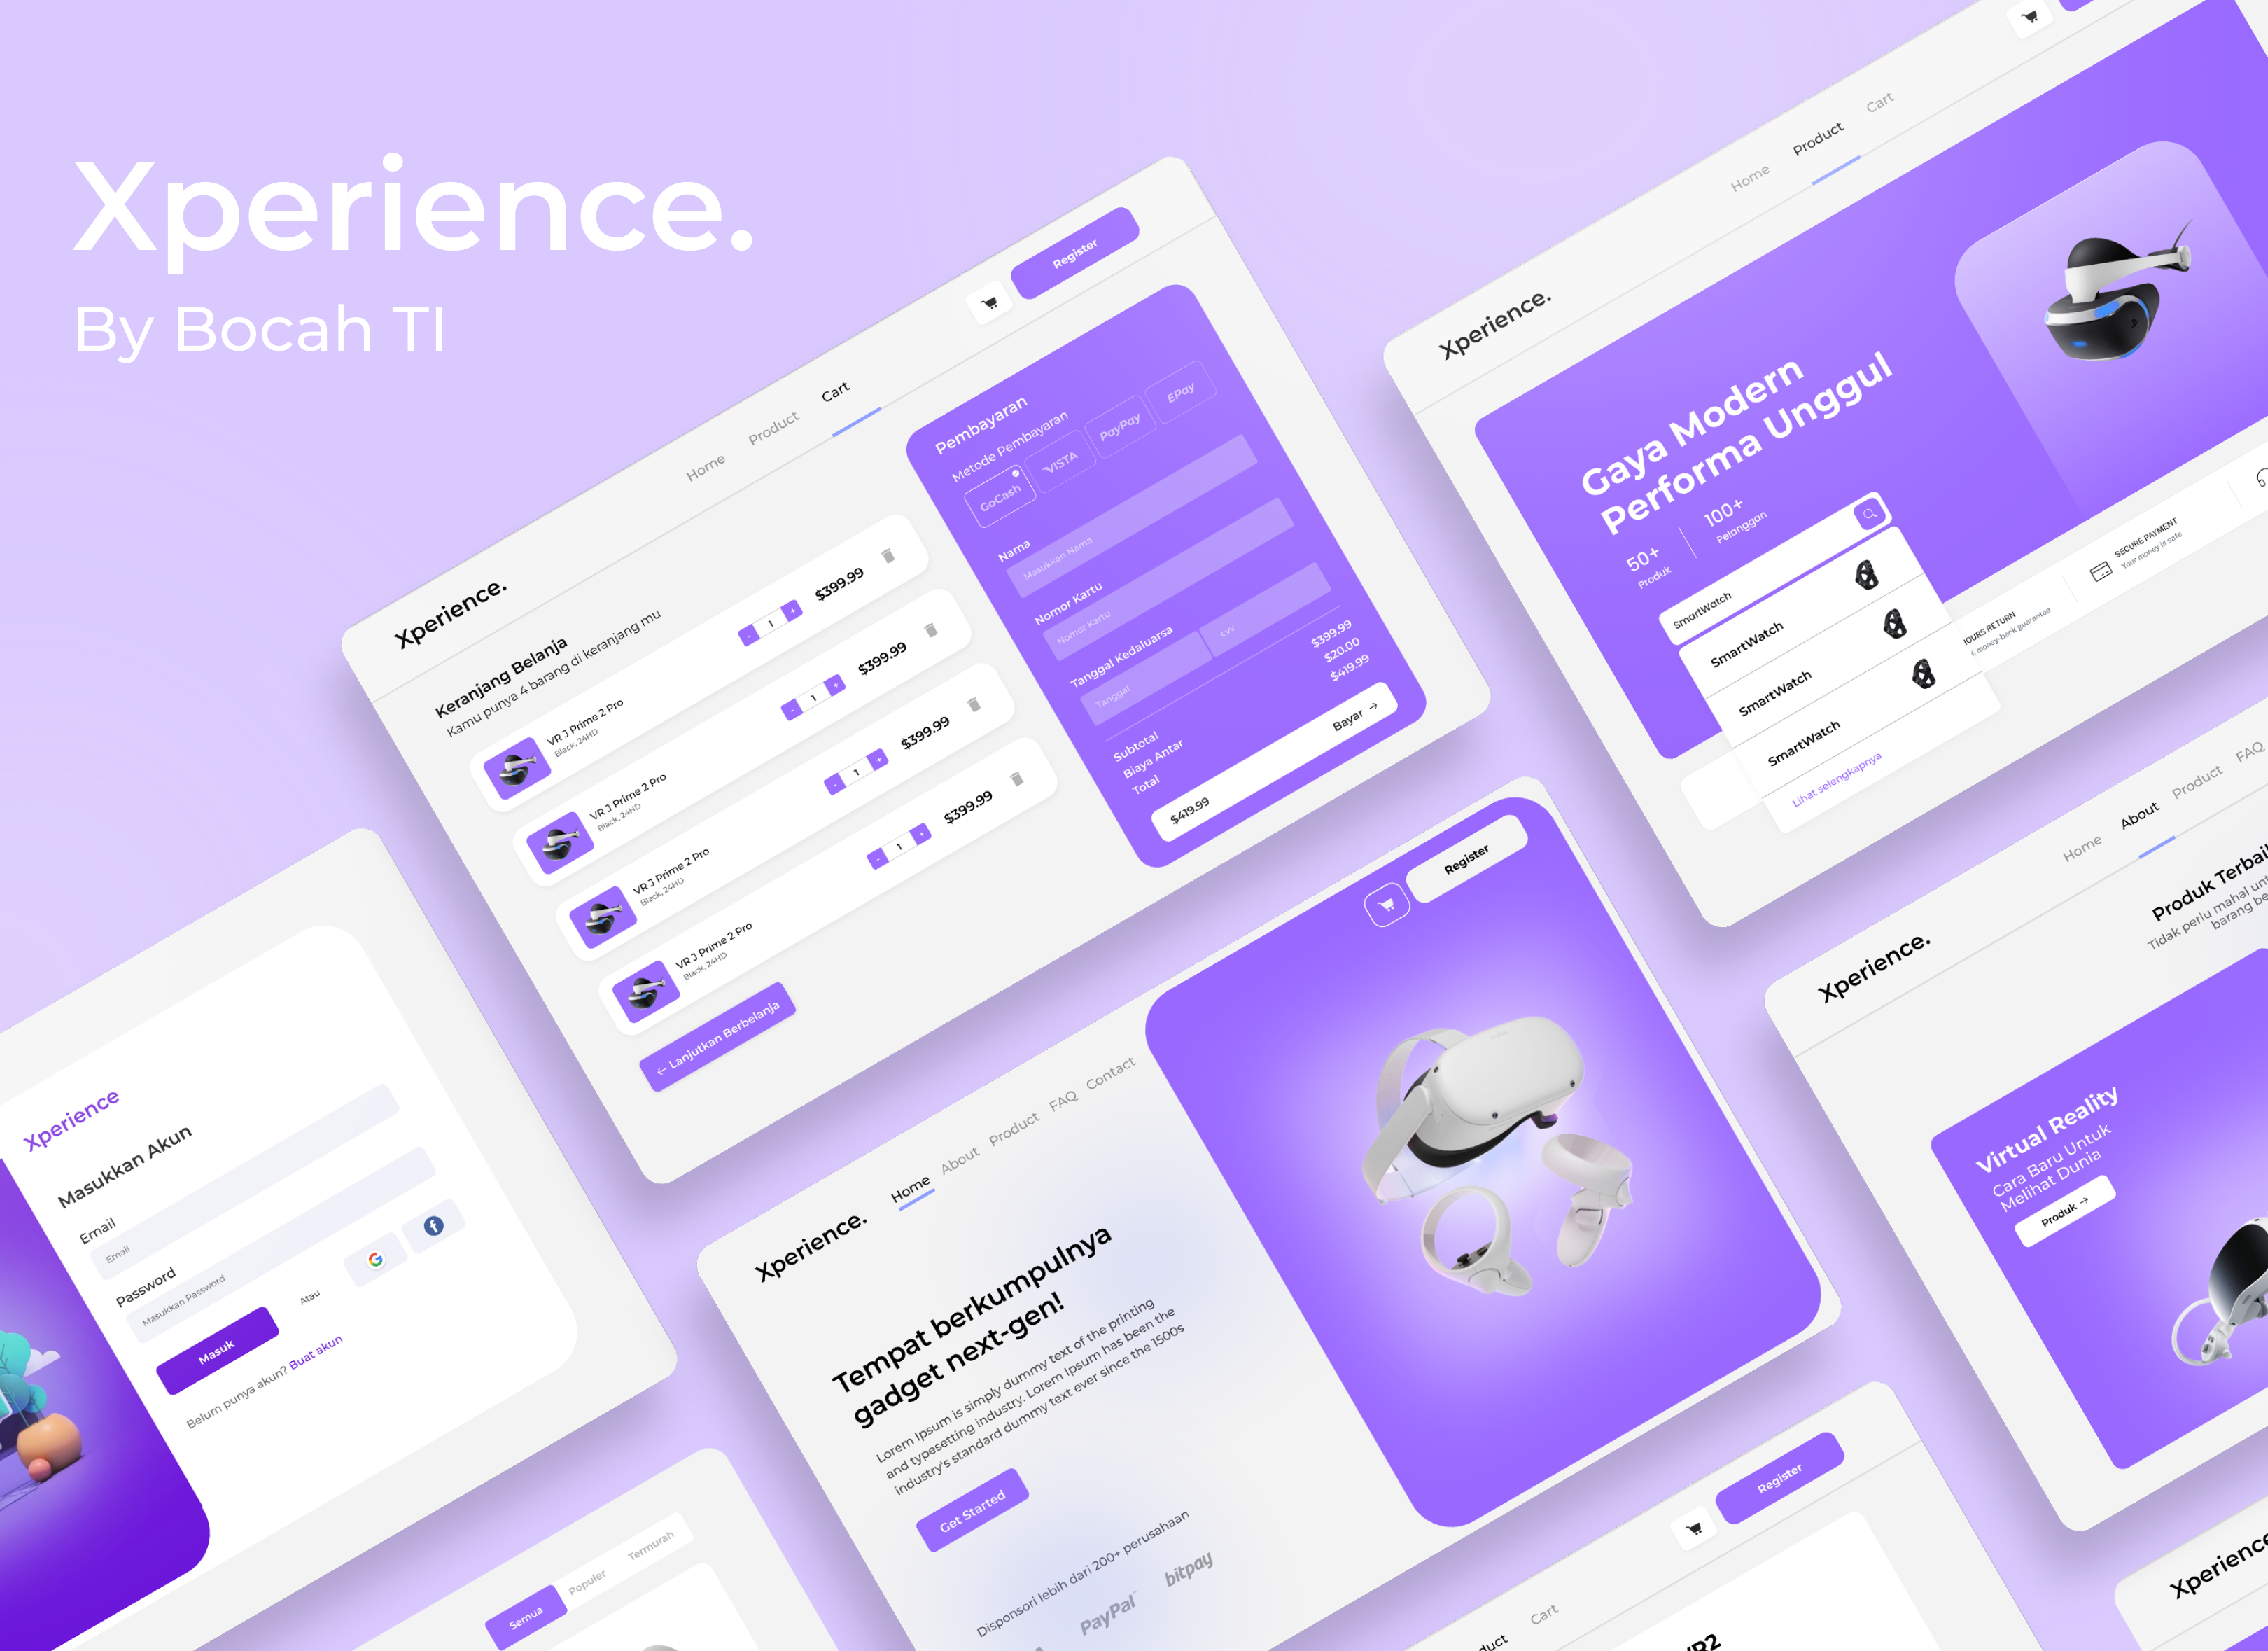 Xperience.
By Bocah TI
Xperience.
Home
Product
Cart
Register
Keranjang Belanja
Kamu punya 4 barang di keranjang mu
VR J Prime 2 Pro
Black, 24HD
-
1
+
$399.99
VR J Prime 2 Pro
Black, 24HD
-
1
+
$399.99
VR J Prime 2 Pro
Black, 24HD
-
1
+
$399.99
VR J Prime 2 Pro
Black, 24HD
-
1
+
$399.99
← Lanjutkan Berbelanja
Pembayaran
Metode Pembayaran
GoCash
VISTA
PayPay
EPay
Nama
Masukkan Nama
Nomor Kartu
Nomor Kartu
Tanggal Kedaluarsa
Tanggal
cvv
Subtotal
$399.99
Biaya Antar
$20.00
Total
$419.99
$419.99
Bayar →
Xperience.
Home
Product
Cart
Gaya Modern
Performa Unggul
50+
Produk
100+
Pelanggan
SmartWatch
SmartWatch
SmartWatch
SmartWatch
Lihat selengkapnya
HOURS RETURN
money-back guarantee
SECURE PAYMENT
Your money is safe
Xperience
Masukkan Akun
Email
Email
Password
Masukkan Password
Masuk
Atau
Belum punya akun? Buat akun
Xperience.
Home
About
Product
FAQ
Contact
Register
Tempat berkumpulnya
gadget next-gen!
Lorem Ipsum is simply dummy text of the printing
and typesetting industry. Lorem Ipsum has been the
industry's standard dummy text ever since the 1500s
Get Started
Disponsori lebih dari 200+ perusahaan
PayPal
bitpay
Xperience.
Home
About
Product
FAQ
Produk Terbaik
Tidak perlu mahal
barang
Virtual Reality
Cara Baru Untuk
Melihat Dunia
Produk →
Semua
Populer
Termurah
Cart
Register
Xperience